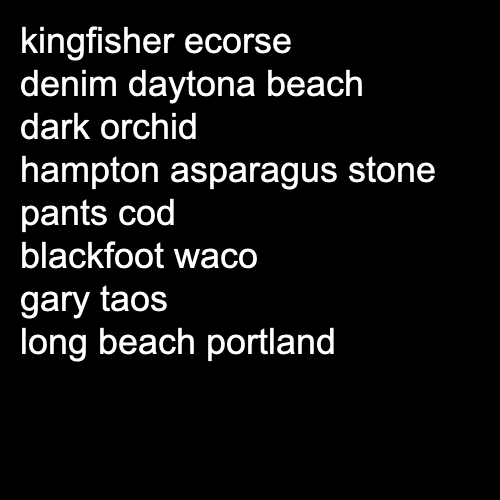 kingfisher ecorse
denim daytona beach
dark orchid
hampton asparagus stone
pants cod
blackfoot waco
gary taos
long beach portland